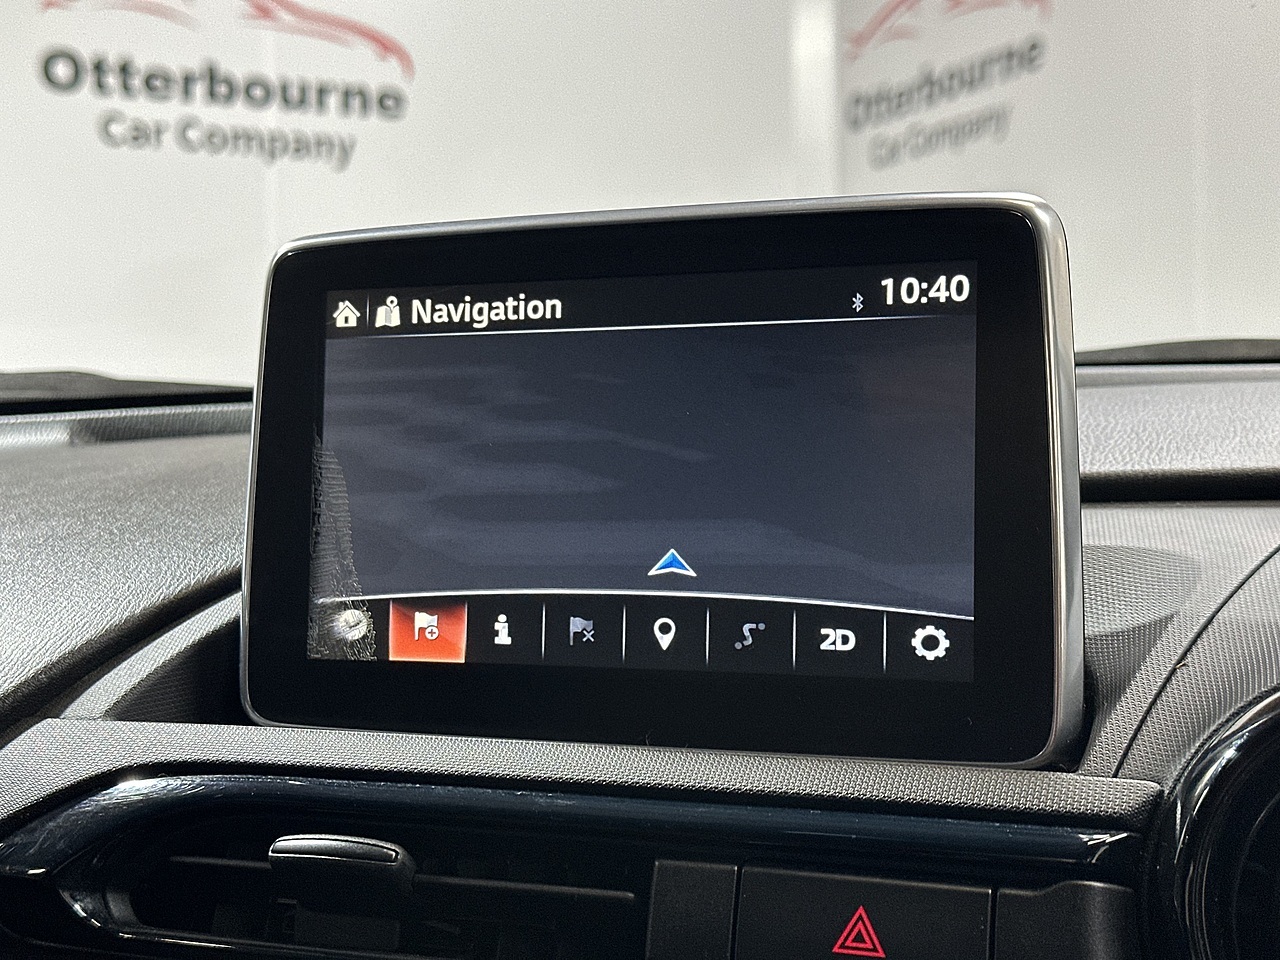 Otterbourne
Car Company
Otterbourne
Car Company
Navigation
10:40
2D